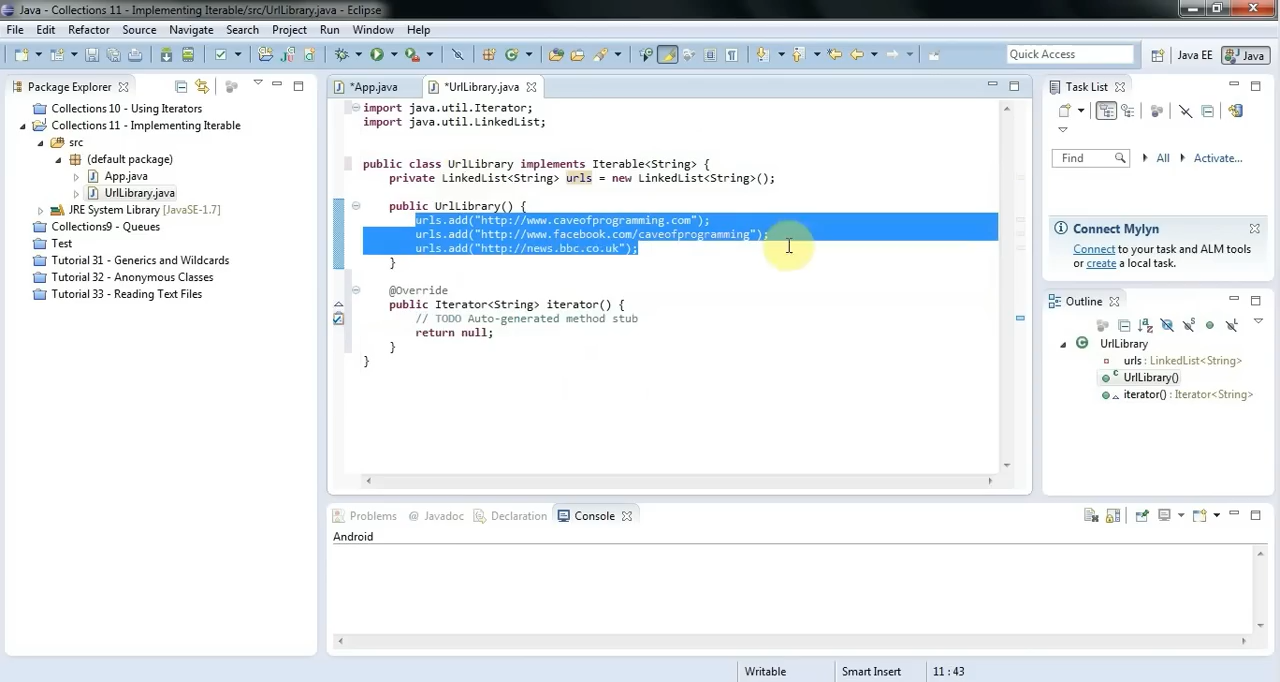 Java - Collections 11 - Implementing Iterable/src/UrlLibrary.java - Eclipse
File Edit Refactor Source Navigate Search Project Run Window Help
Quick Access Java EE Java
Package Explorer
Collections 10 - Using Iterators
Collections 11 - Implementing Iterable
src
(default package)
App.java
UrlLibrary.java
JRE System Library [JavaSE-1.7]
Collections9 - Queues
Test
Tutorial 31 - Generics and Wildcards
Tutorial 32 - Anonymous Classes
Tutorial 33 - Reading Text Files
*App.java *UrlLibrary.java
import java.util.Iterator;
import java.util.LinkedList;
public class UrlLibrary implements Iterable<String> {
private LinkedList<String> urls = new LinkedList<String>();
public UrlLibrary() {
urls.add("http://www.caveofprogramming.com");
urls.add("http://www.facebook.com/caveofprogramming");
urls.add("http://news.bbc.co.uk");
}
@Override
public Iterator<String> iterator() {
// TODO Auto-generated method stub
return null;
}
}
Task List
Find All Activate...
Connect Mylyn
Connect to your task and ALM tools
or create a local task.
Outline
UrlLibrary
urls : LinkedList<String>
UrlLibrary()
iterator() : Iterator<String>
Problems @ Javadoc Declaration Console
Android
Writable Smart Insert 11 : 43